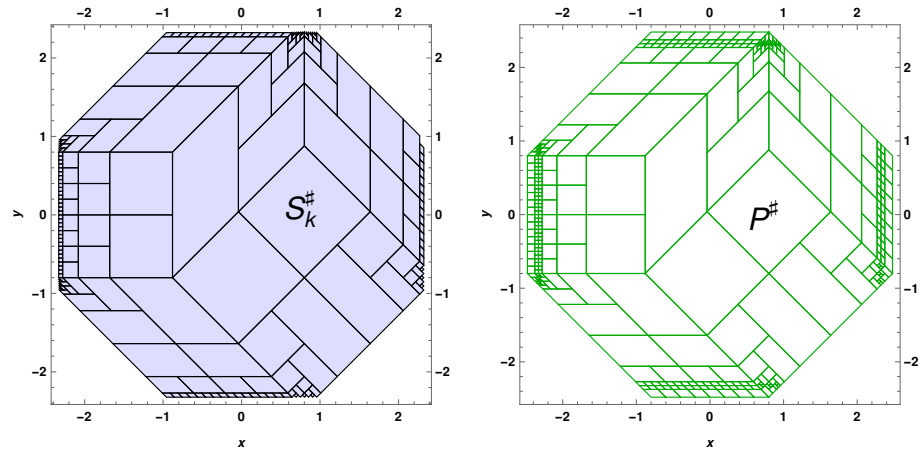 −2 −1 0 1 2 −2 −1 0 1 2
2 2 2
1 1 1 1
y 0 S_k^♯ 0 y 0 P^♯ 0
−1 −1 −1 −1
−2 −2 −2 −2
−2 −1 0 1 2 −2 −1 0 1 2
x x